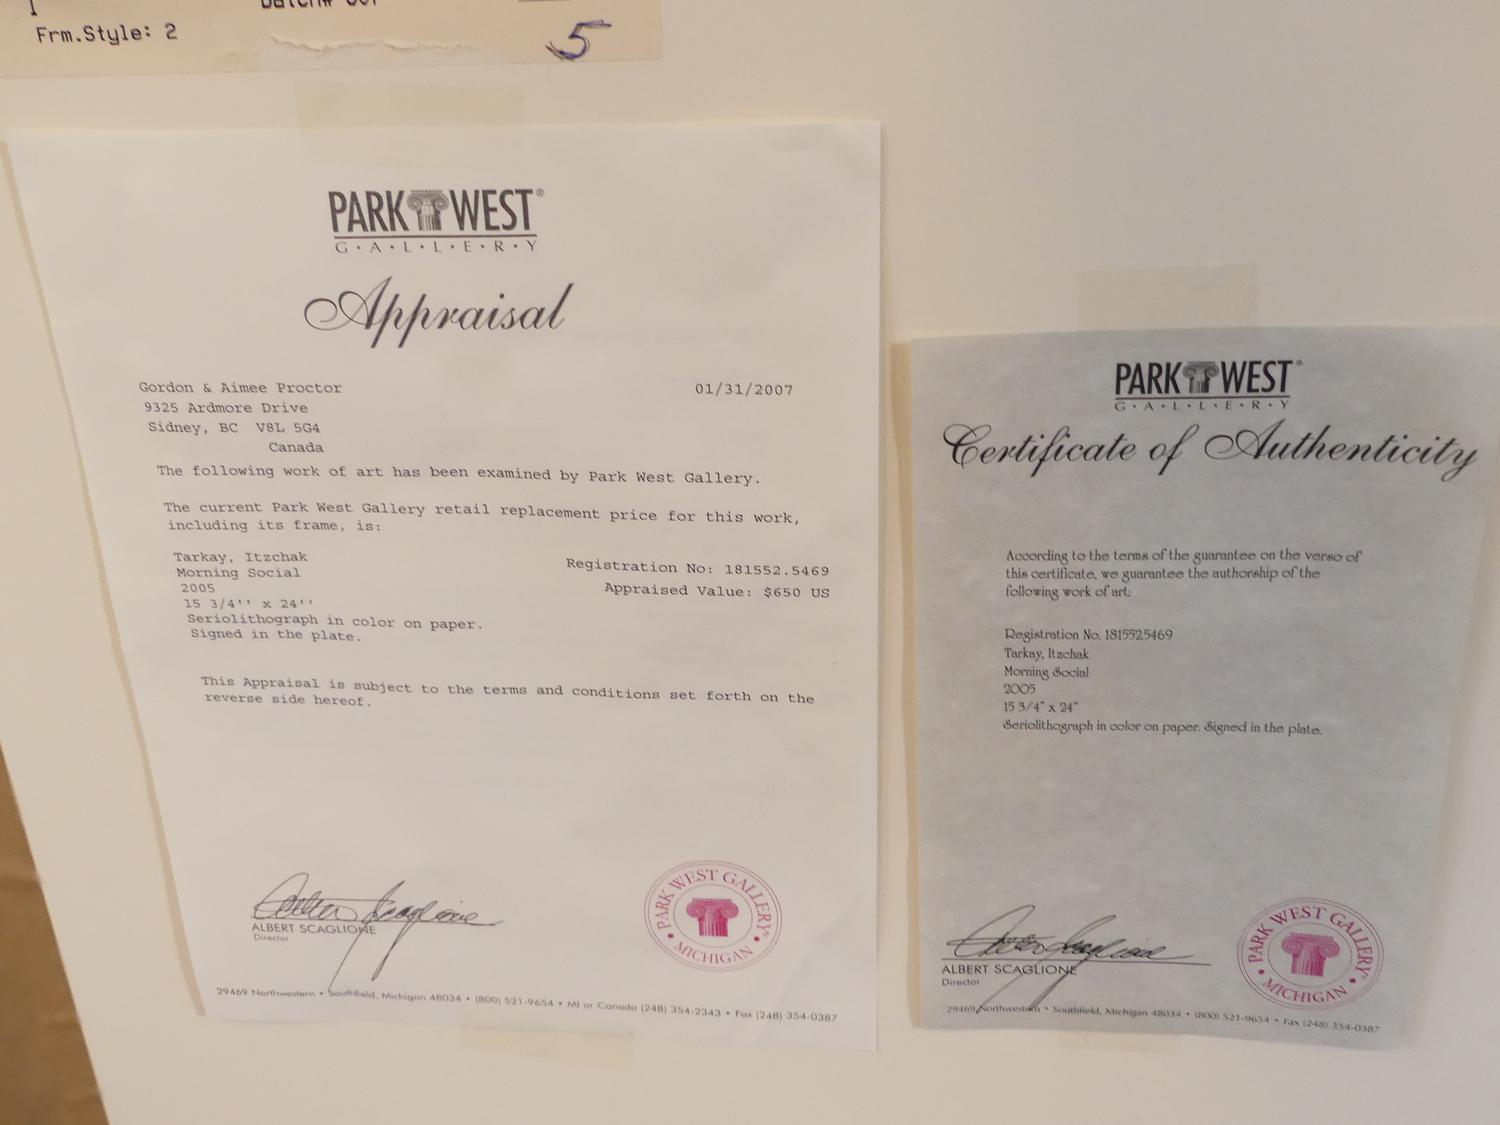 Frm.Style: 2
5
PARK WEST®
G·A·L·L·E·R·Y
Appraisal
Gordon & Aimee Proctor
01/31/2007
9325 Ardmore Drive
Sidney, BC V8L 5G4
Canada
The following work of art has been examined by Park West Gallery.
The current Park West Gallery retail replacement price for this work,
including its frame, is:
Tarkay, Itzchak
Morning Social
2005
15 3/4'' x 24''
Seriolithograph in color on paper.
Signed in the plate.
Registration No: 181552.5469
Appraised Value: $650 US
This Appraisal is subject to the terms and conditions set forth on the
reverse side hereof.
ALBERT SCAGLIONE
Director
PARK WEST GALLERY®
• MICHIGAN •
29469 Northwestern • Southfield, Michigan 48034 • (800) 521-9654 • MI or Canada (248) 354-2343 • Fax (248) 354-0387
PARK WEST®
G·A·L·L·E·R·Y
Certificate of Authenticity
According to the terms of the guarantee on the verso of
this certificate, we guarantee the authorship of the
following work of art:
Registration No. 181552.5469
Tarkay, Itzchak
Morning Social
2005
15 3/4" x 24"
Seriolithograph in color on paper. Signed in the plate.
ALBERT SCAGLIONE
Director
PARK WEST GALLERY®
• MICHIGAN •
29469 Northwestern • Southfield, Michigan 48034 • (800) 521-9654 • Fax (248) 354-0387